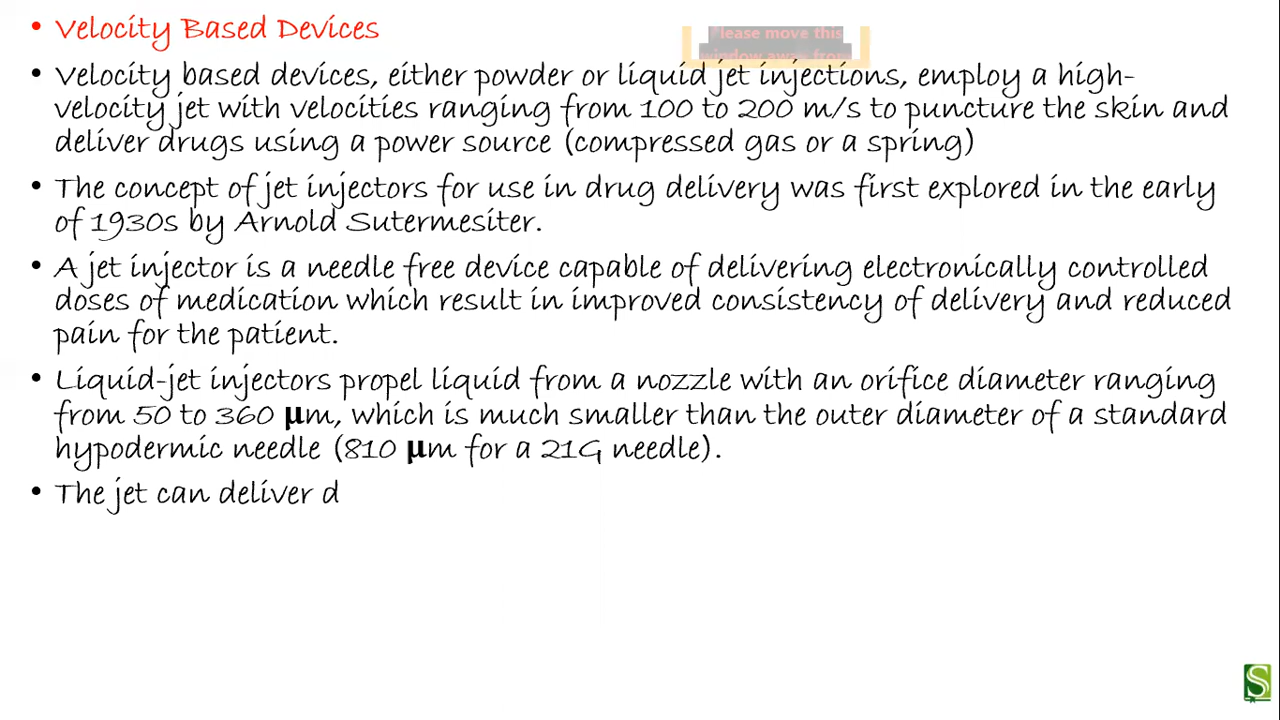 • Velocity Based Devices
Please move this
window away from
• Velocity based devices, either powder or liquid jet injections, employ a high-
velocity jet with velocities ranging from 100 to 200 m/s to puncture the skin and
deliver drugs using a power source (compressed gas or a spring)
• The concept of jet injectors for use in drug delivery was first explored in the early
of 1930s by Arnold Sutermesiter.
• A jet injector is a needle free device capable of delivering electronically controlled
doses of medication which result in improved consistency of delivery and reduced
pain for the patient.
• Liquid-jet injectors propel liquid from a nozzle with an orifice diameter ranging
from 50 to 360 μm, which is much smaller than the outer diameter of a standard
hypodermic needle (810 μm for a 21G needle).
• The jet can deliver d
S